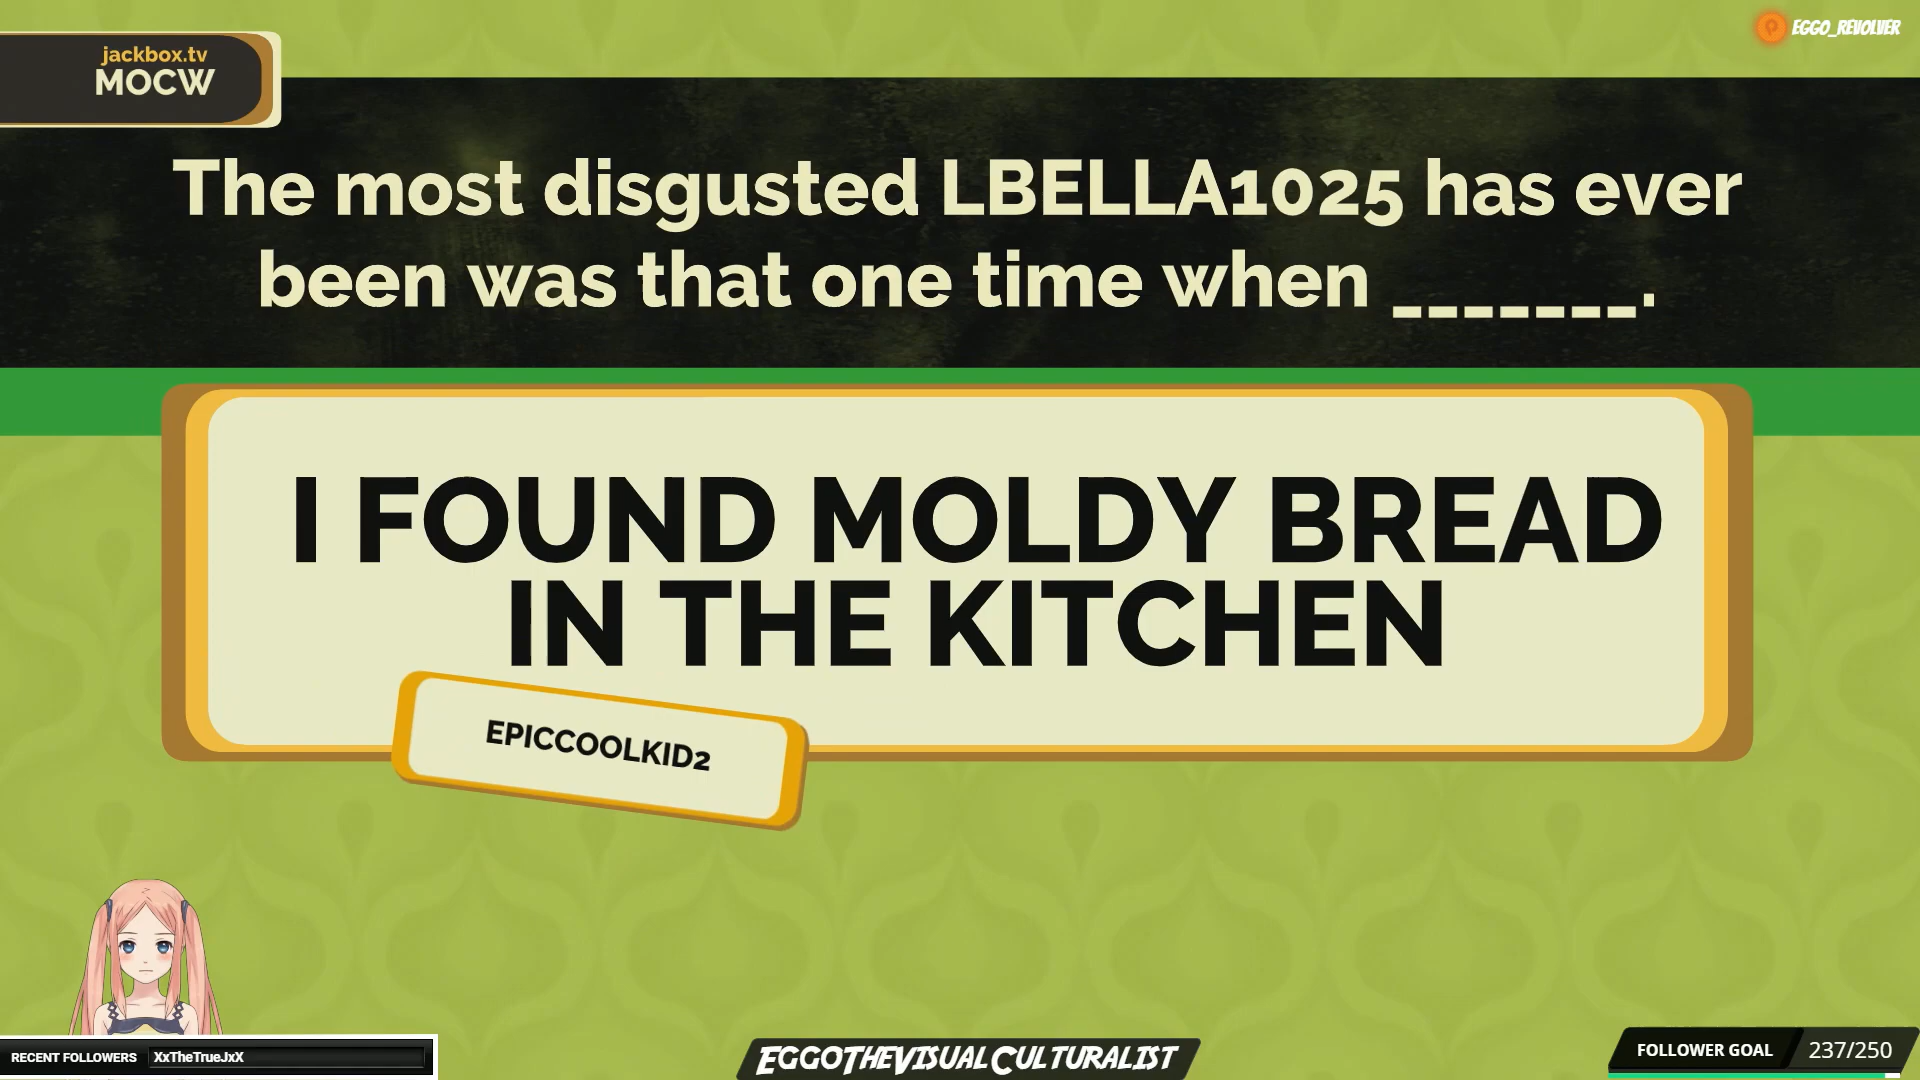 jackbox.tv
MOCW
EGGO_REVOLVER
The most disgusted LBELLA1025 has ever
been was that one time when _______.
I FOUND MOLDY BREAD
IN THE KITCHEN
EPICCOOLKID2
RECENT FOLLOWERS XxTheTrueJxX
EGGOTHEVISUALCULTURALIST
FOLLOWER GOAL 237/250